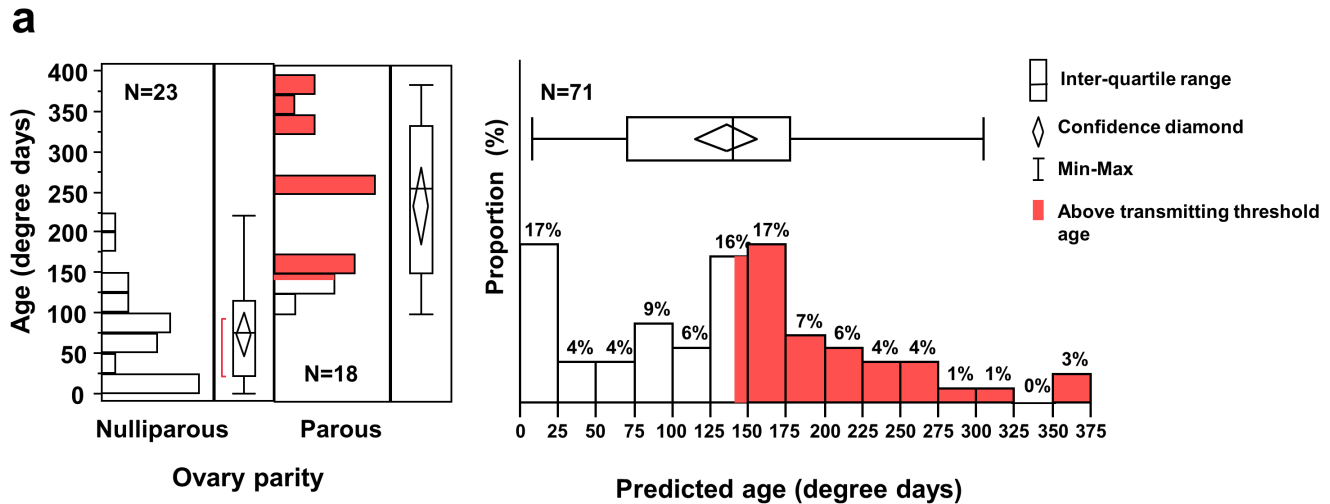 a
Age (degree days)
400
350
300
250
200
150
100
50
0
N=23
N=18
Nulliparous
Parous
Ovary parity
Proportion (%)
N=71
17%
4%
4%
9%
6%
16%
17%
7%
6%
4%
4%
1%
1%
0%
3%
0 25 50 75 100 125 150 175 200 225 250 275 300 325 350 375
Predicted age (degree days)
Inter-quartile range
Confidence diamond
Min-Max
Above transmitting threshold
age